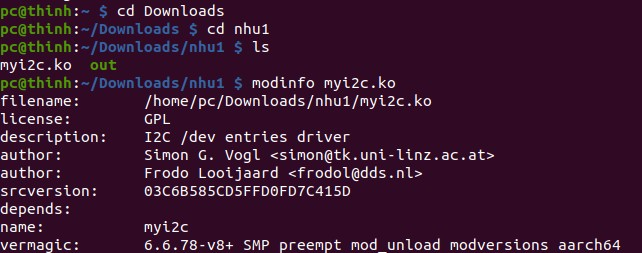 pc@thinh:~ $ cd Downloads
pc@thinh:~/Downloads $ cd nhu1
pc@thinh:~/Downloads/nhu1 $ ls
myi2c.ko  out
pc@thinh:~/Downloads/nhu1 $ modinfo myi2c.ko
filename:       /home/pc/Downloads/nhu1/myi2c.ko
license:        GPL
description:    I2C /dev entries driver
author:         Simon G. Vogl <simon@tk.uni-linz.ac.at>
author:         Frodo Looijaard <frodol@dds.nl>
srcversion:     03C6B585CD5FFD0FD7C415D
depends:
name:           myi2c
vermagic:       6.6.78-v8+ SMP preempt mod_unload modversions aarch64